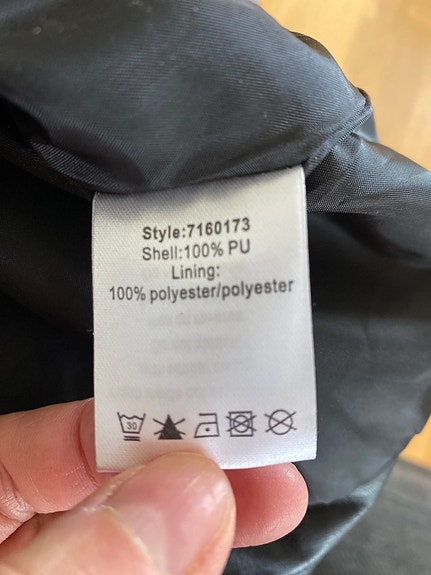 Style:7160173
Shell:100% PU
Lining:
100% polyester/polyester
30